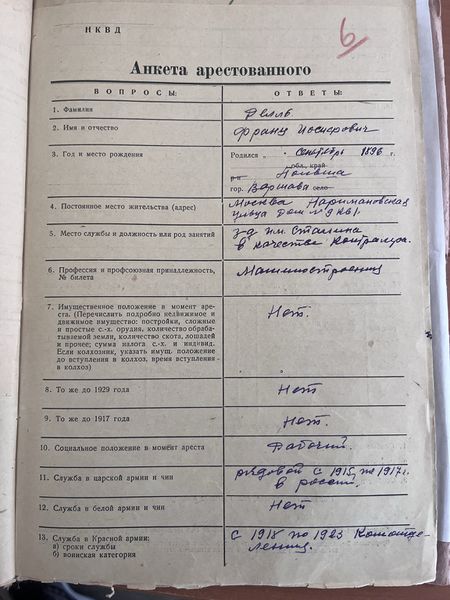 НКВД
6
Анкета арестованного
ВОПРОСЫ: ОТВЕТЫ:
1. Фамилия
2. Имя и отчество Франц Иосифович
3. Год и место рождения Родился „ . сентябрь 1896 г.
обл., край Польша
р-н
гор. Варшава село
4. Постоянное место жительства (адрес) Москва Наримановская
улица дом № 9 кв 1.
5. Место службы и должность или род занятий з-д им. Сталина
в качестве контролера.
6. Профессия и профсоюзная принадлежность,
№ билета
7. Имущественное положение в момент аре- Нет.
ста. (Перечислить подробно недвижимое и
движимое имущество: постройки, сложные
и простые с.-х. орудия, количество обраба-
тываемой земли, количество скота, лошадей
и прочее; сумма налога с.-х. и индивид.
Если колхозник, указать имущ. положение
до вступления в колхоз, время вступления
в колхоз)
8. То же до 1929 года Нет
9. То же до 1917 года Нет.
10. Социальное положение в момент ареста Рабочий.
11. Служба в царской армии и чин рядовой с 1915 по 1917 г.
в россии.
12. Служба в белой армии и чин Нет
13. Служба в Красной армии: с 1918 по 1923
а) сроки службы
б) воинская категория